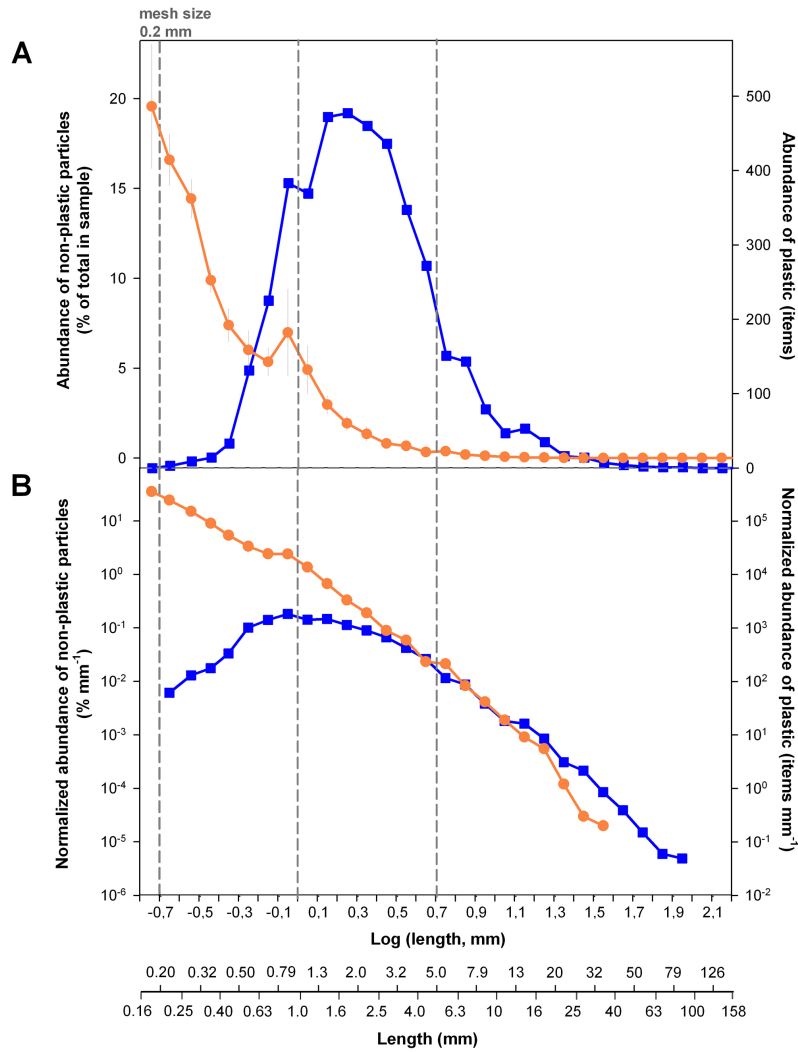 mesh size
0.2 mm
A
Abundance of non-plastic particles
(% of total in sample)
20
15
10
5
0
500
400
300
200
100
0
Abundance of plastic (items)
B
Normalized abundance of non-plastic particles
(% mm⁻¹)
10¹
10⁰
10⁻¹
10⁻²
10⁻³
10⁻⁴
10⁻⁵
10⁻⁶
10⁵
10⁴
10³
10²
10¹
10⁰
10⁻¹
10⁻²
Normalized abundance of plastic (items mm⁻¹)
-0,7 -0,5 -0,3 -0,1 0,1 0,3 0,5 0,7 0,9 1,1 1,3 1,5 1,7 1,9 2,1
Log (length, mm)
0.20 0.32 0.50 0.79 1.3 2.0 3.2 5.0 7.9 13 20 32 50 79 126
0.16 0.25 0.40 0.63 1.0 1.6 2.5 4.0 6.3 10 16 25 40 63 100 158
Length (mm)